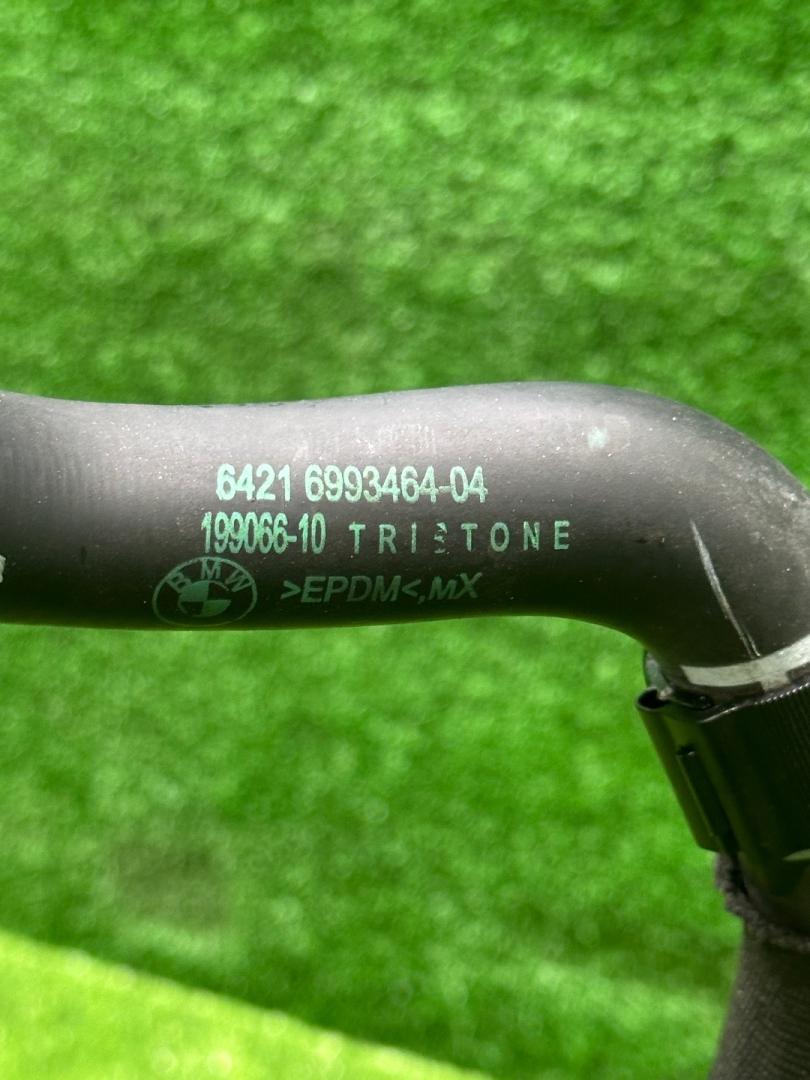 6421 6993464-04
199066-10 TRISTONE
BMW >EPDM<,MX